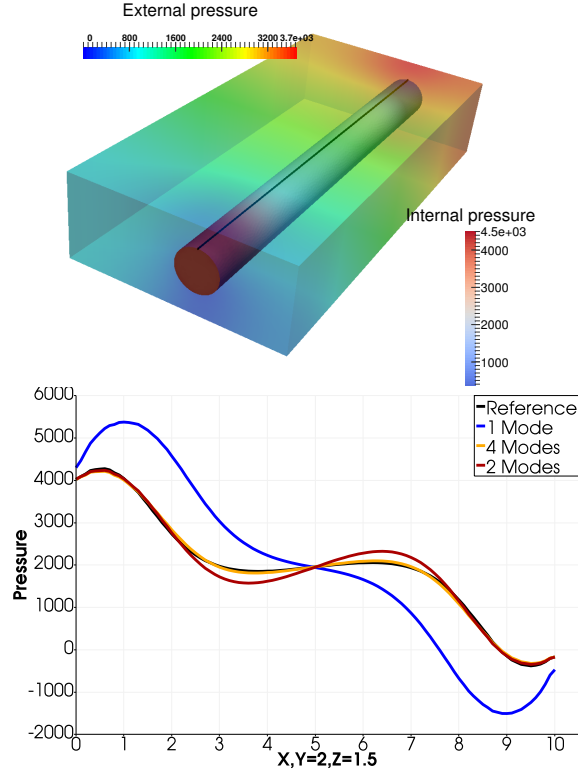 External pressure
0 800 1600 2400 3200 3.7e+03
Internal pressure
4.5e+03
4000
3000
2000
1000
6000
5000
4000
3000
2000
1000
0
-1000
-2000
Pressure
Reference
1 Mode
4 Modes
2 Modes
0 1 2 3 4 5 6 7 8 9 10
X,Y=2,Z=1.5